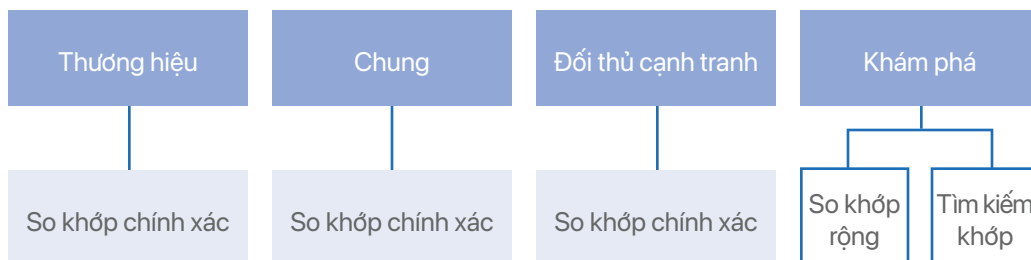 Thương hiệu
Chung
Đối thủ cạnh tranh
Khám phá
So khớp chính xác
So khớp chính xác
So khớp chính xác
So khớp
rộng
Tìm kiếm
khớp